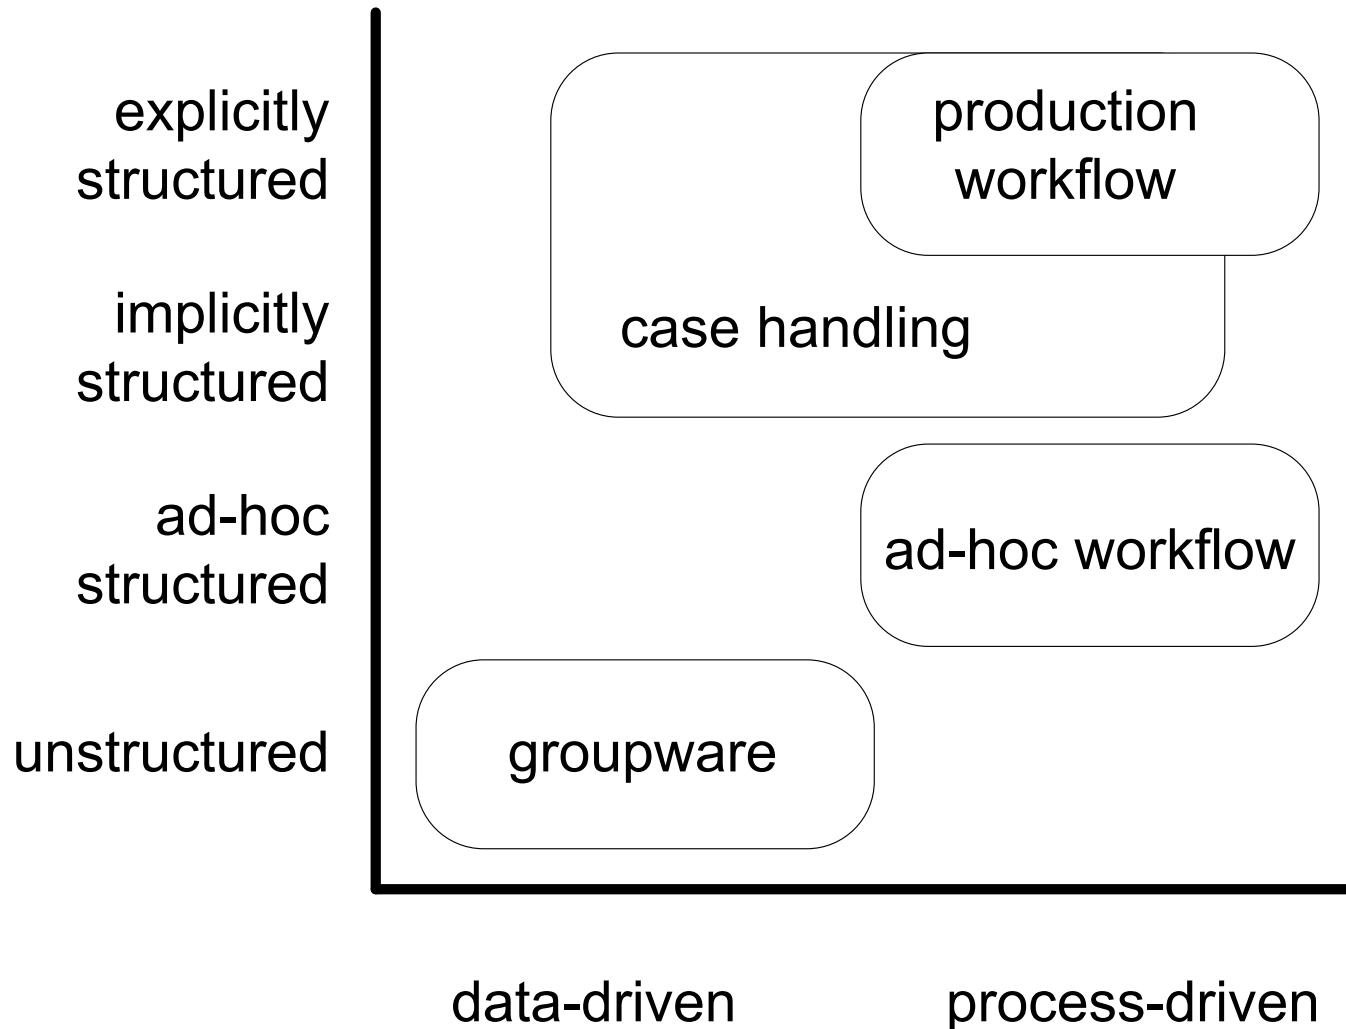 explicitly
structured
production
workflow
implicitly
structured
case handling
ad-hoc
structured
ad-hoc workflow
unstructured
groupware
data-driven
process-driven